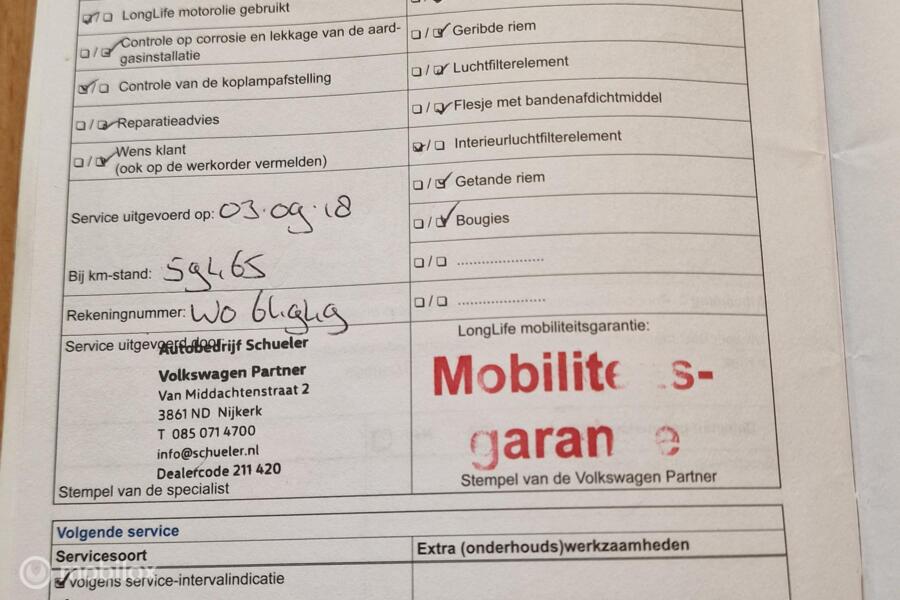 LongLife motorolie gebruikt
Controle op corrosie en lekkage van de aard-
gasinstallatie
Controle van de koplampafstelling
Reparatieadvies
Wens klant
(ook op de werkorder vermelden)
Service uitgevoerd op: 03.09.18
Bij km-stand: 59465
Rekeningnummer: WO
Service uitgevoerd door:
Autobedrijf Schueler
Volkswagen Partner
Van Middachtenstraat 2
3861 ND Nijkerk
T 085 071 4700
info@schueler.nl
Dealercode 211 420
Stempel van de specialist
Geribde riem
Luchtfilterelement
Flesje met bandenafdichtmiddel
Interieurluchtfilterelement
Getande riem
Bougies
LongLife mobiliteitsgarantie:
Mobilite s-
garan e
Stempel van de Volkswagen Partner
Volgende service
Servicesoort
Extra (onderhouds)werkzaamheden
volgens service-intervalindicatie
mobilox